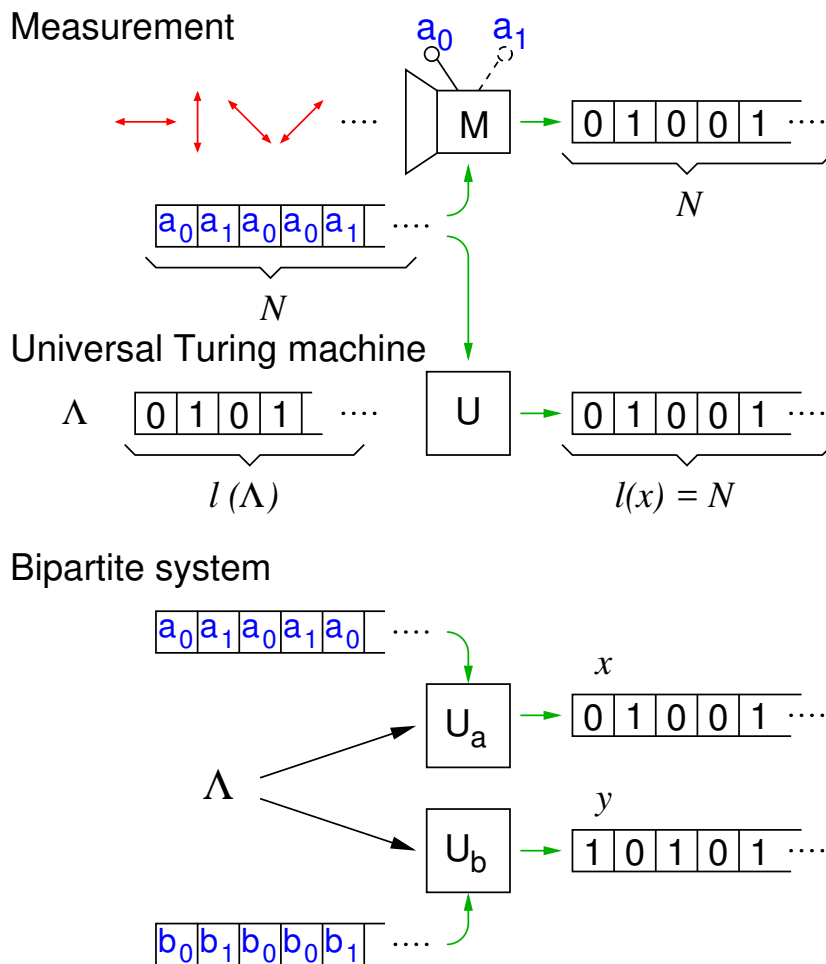 Measurement
a₀ a₁
.... M 0 1 0 0 1 ....
a₀ a₁ a₀ a₀ a₁ ....
N
N
Universal Turing machine
Λ 0 1 0 1 .... U 0 1 0 0 1 ....
l (Λ) l(x) = N
Bipartite system
a₀ a₁ a₀ a₁ a₀ ....
x
Uₐ 0 1 0 0 1 ....
Λ
y
U_b 1 0 1 0 1 ....
b₀ b₁ b₀ b₀ b₁ ....